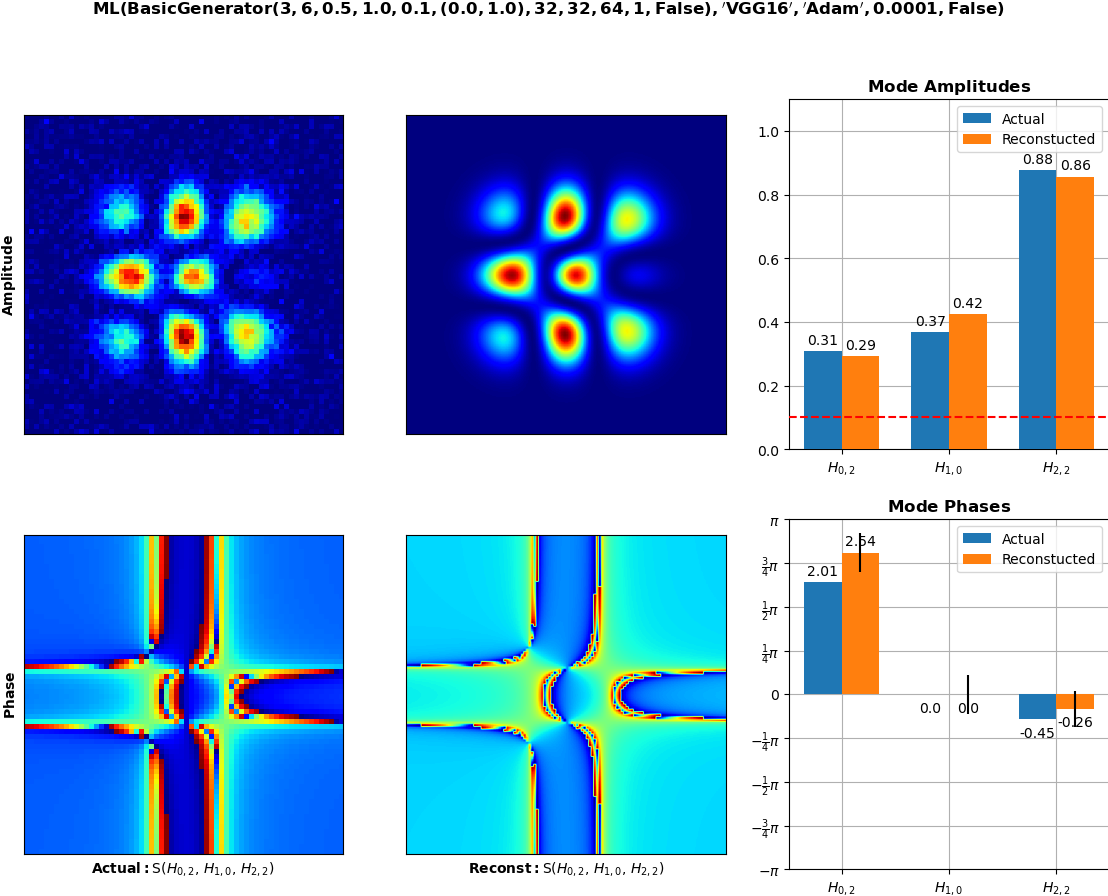 ML(BasicGenerator(3, 6, 0.5, 1.0, 0.1, (0.0, 1.0), 32, 32, 64, 1, False), 'VGG16', 'Adam', 0.0001, False)
Mode Amplitudes
Amplitude
Actual
Reconstucted
1.0
0.8
0.6
0.4
0.2
0.0
0.31
0.29
0.37
0.42
0.88
0.86
H0, 2
H1, 0
H2, 2
Mode Phases
Phase
Actual
Reconstucted
π
3/4π
1/2π
1/4π
0
−1/4π
−1/2π
−3/4π
−π
2.01
2.54
0.0
0.0
-0.45
-0.26
H0, 2
H1, 0
H2, 2
Actual: S(H0, 2, H1, 0, H2, 2)
Reconst: S(H0, 2, H1, 0, H2, 2)